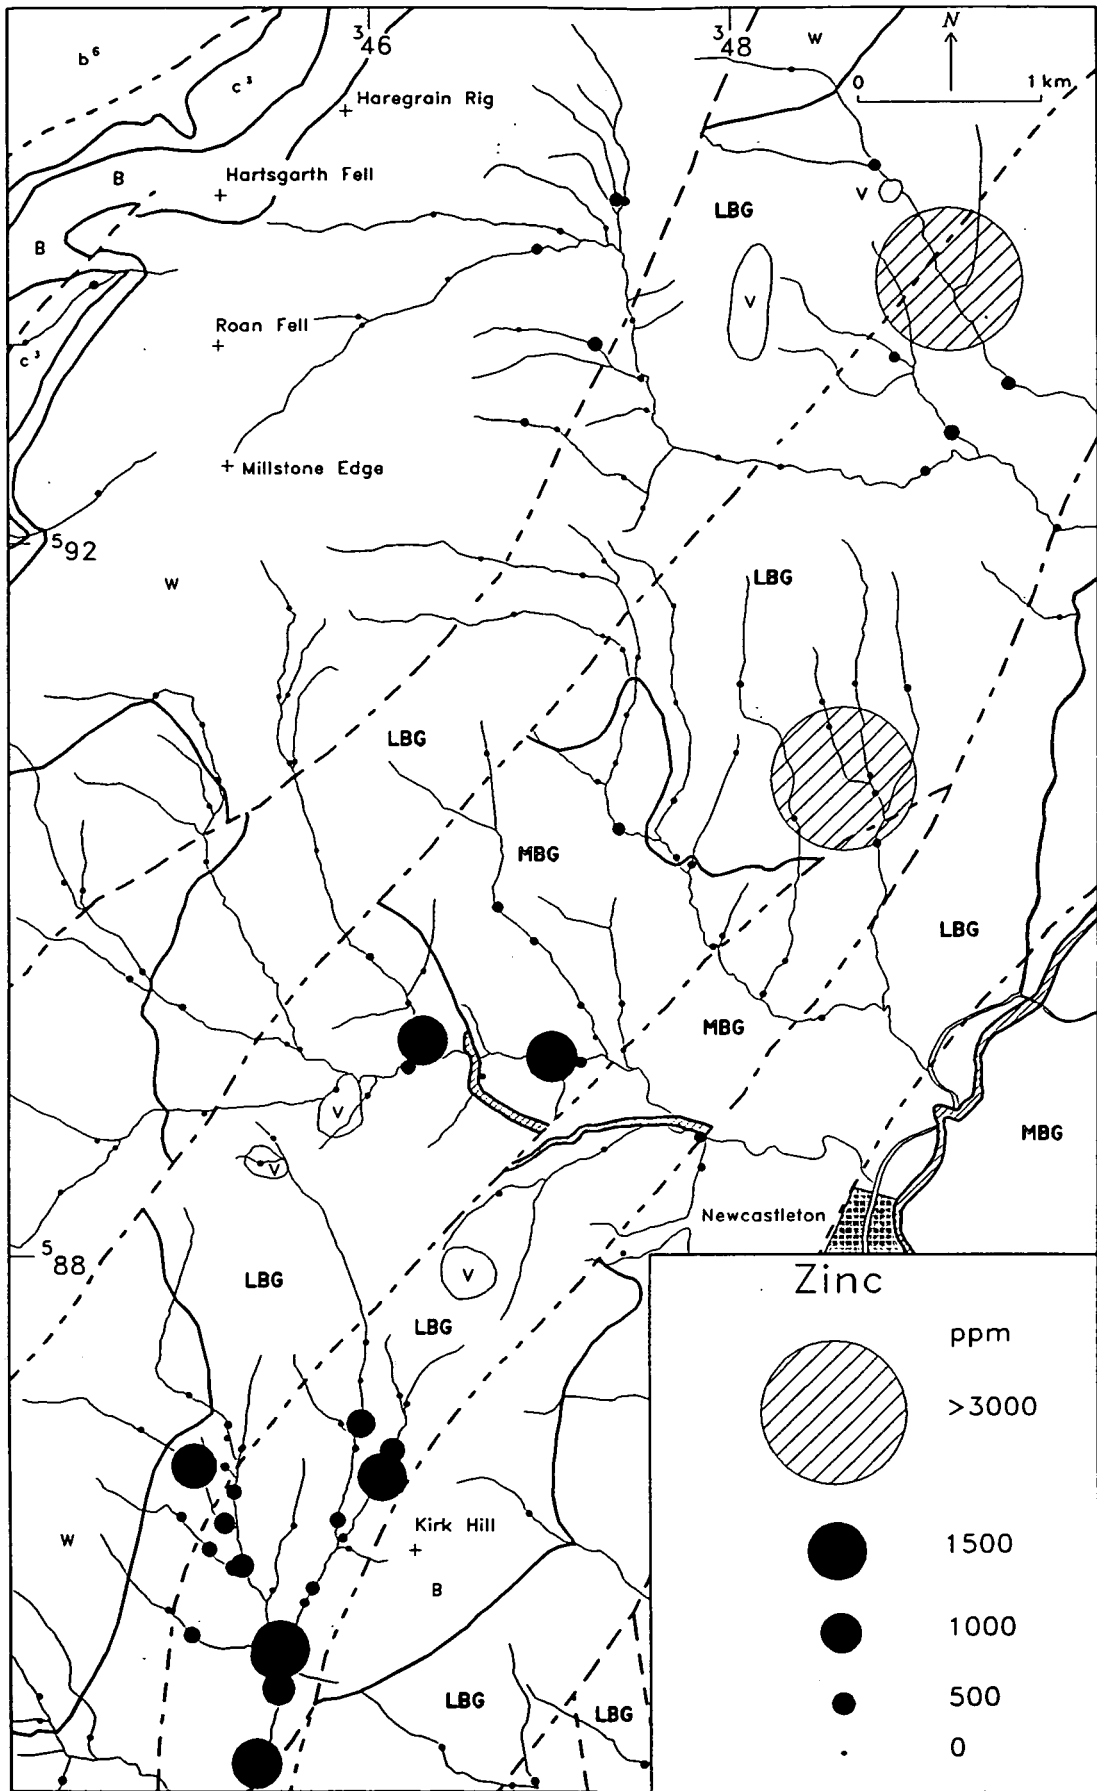 ³46
³48
N
0 1 km
b⁶
c³
W
Haregrain Rig
B
Hartsgarth Fell
V
LBG
B
V
Roan Fell
c³
Millstone Edge
⁵92
W
LBG
LBG
MBG
LBG
MBG
V
MBG
V
Newcastleton
⁵88
V
LBG
LBG
Kirk Hill
W
B
LBG
LBG
Zinc
ppm
>3000
1500
1000
500
0